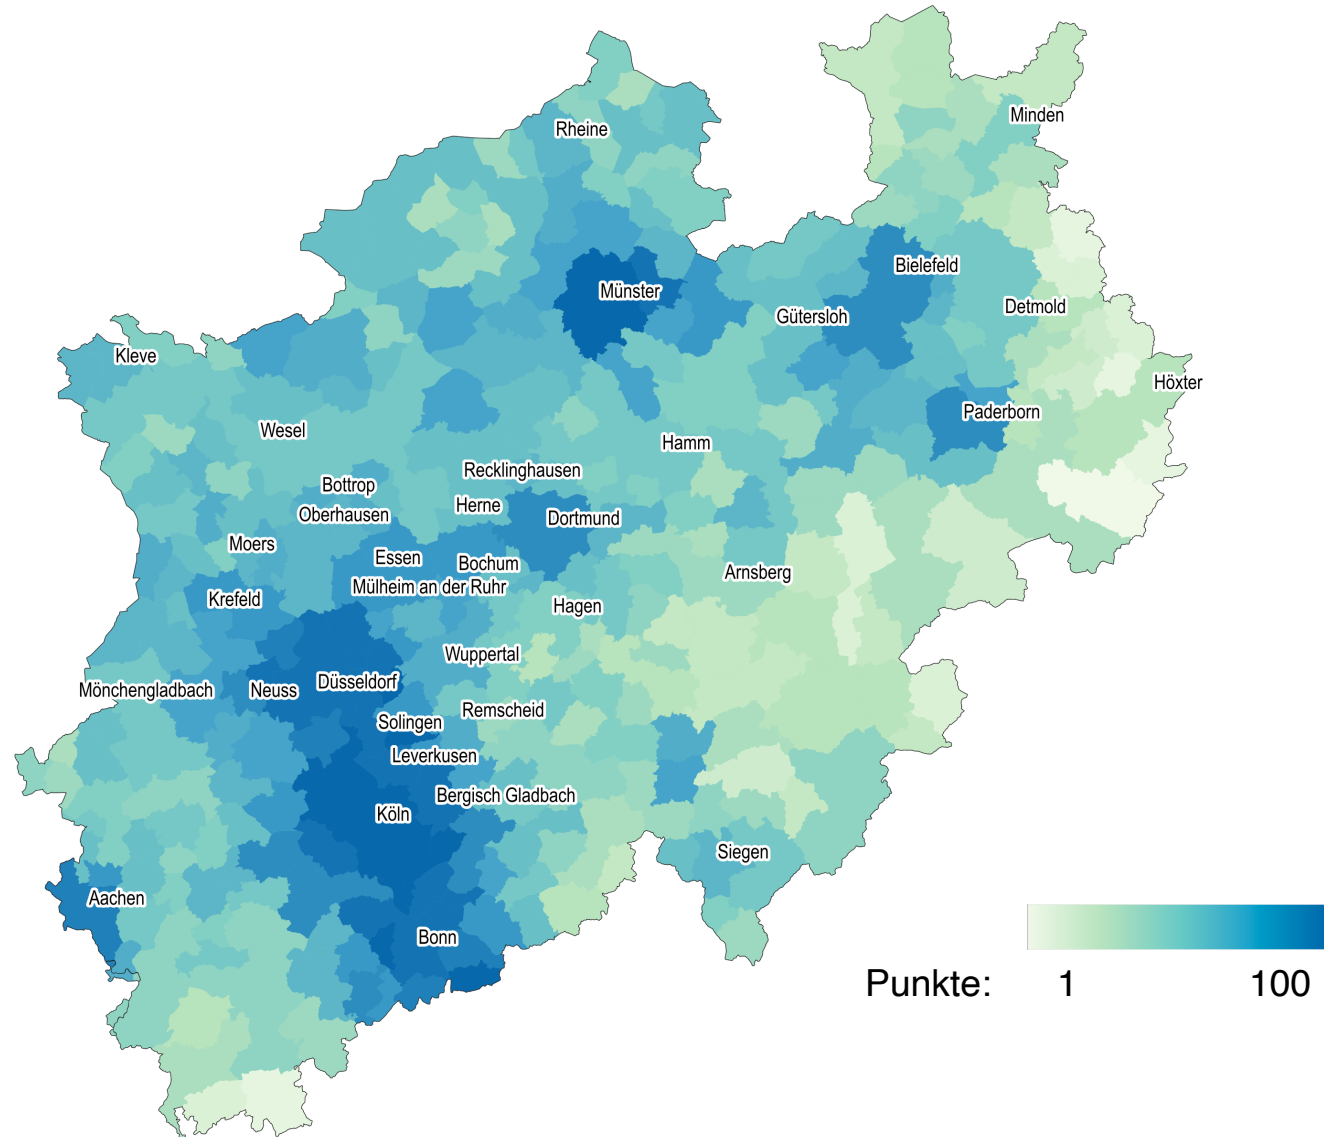 Minden
Rheine
Bielefeld
Münster
Detmold
Gütersloh
Kleve
Höxter
Paderborn
Wesel
Hamm
Recklinghausen
Bottrop
Herne
Oberhausen
Dortmund
Moers
Essen
Bochum
Arnsberg
Mülheim an der Ruhr
Krefeld
Hagen
Wuppertal
Düsseldorf
Mönchengladbach
Neuss
Remscheid
Solingen
Leverkusen
Bergisch Gladbach
Köln
Siegen
Aachen
Bonn
Punkte: 1 100